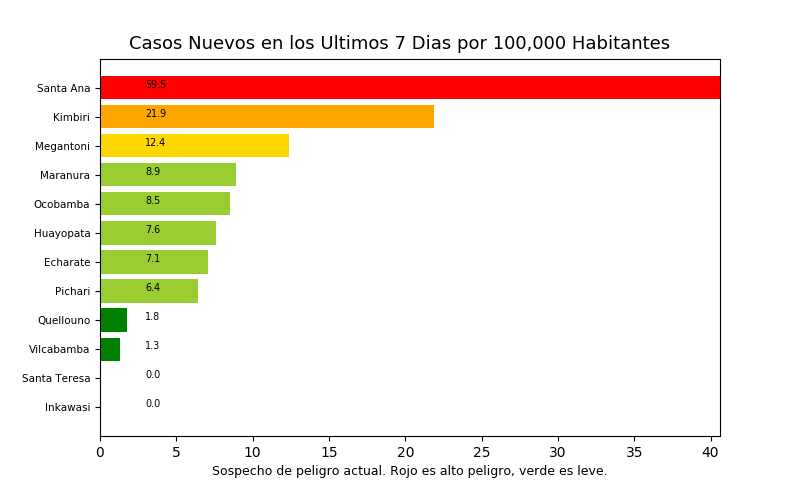 Casos Nuevos en los Ultimos 7 Dias por 100,000 Habitantes
Santa Ana 59.5
Kimbiri 21.9
Megantoni 12.4
Maranura 8.9
Ocobamba 8.5
Huayopata 7.6
Echarate 7.1
Pichari 6.4
Quellouno 1.8
Vilcabamba 1.3
Santa Teresa 0.0
Inkawasi 0.0
0 5 10 15 20 25 30 35 40
Sospecho de peligro actual. Rojo es alto peligro, verde es leve.